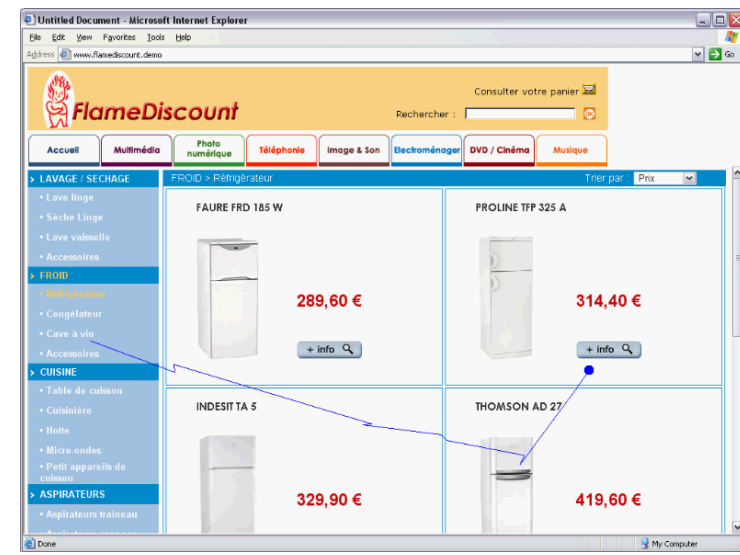 Untitled Document - Microsoft Internet Explorer
File Edit View Favorites Tools Help
Address www.flamediscount.demo Go
FlameDiscount
Consulter votre panier
Rechercher : OK
Accueil Multimédia Photo numérique Téléphonie Image & Son Electroménager DVD / Cinéma Musique
LAVAGE / SECHAGE
• Lave linge
• Sèche Linge
• Lave vaisselle
• Accessoires
FROID
• Réfrigérateur
• Congélateur
• Cave à vin
• Accessoires
CUISINE
• Table de cuisson
• Cuisinière
• Hotte
• Micro-ondes
• Petit appareils de
cuisson
ASPIRATEURS
• Aspirateurs traineau
FROID > Réfrigérateur
Trier par : Prix
FAURE FRD 185 W
289,60 €
+ info
PROLINE TFP 325 A
314,40 €
+ info
INDESIT TA 5
329,90 €
THOMSON AD 27
419,60 €
Done
My Computer